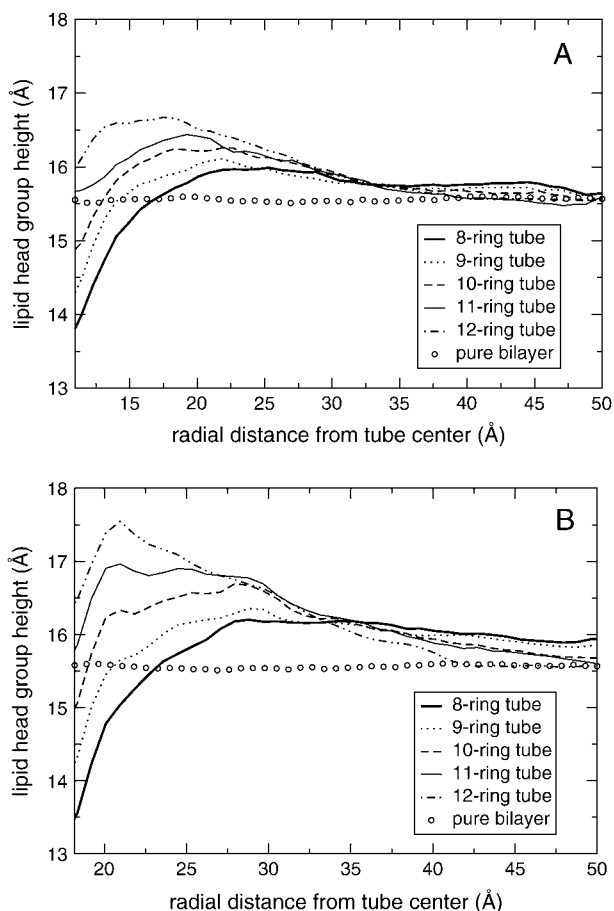 A
lipid head group height (Å)
18
17
16
15
14
13
8-ring tube
9-ring tube
10-ring tube
11-ring tube
12-ring tube
pure bilayer
15 20 25 30 35 40 45 50
radial distance from tube center (Å)
B
lipid head group height (Å)
18
17
16
15
14
13
8-ring tube
9-ring tube
10-ring tube
11-ring tube
12-ring tube
pure bilayer
20 25 30 35 40 45 50
radial distance from tube center (Å)